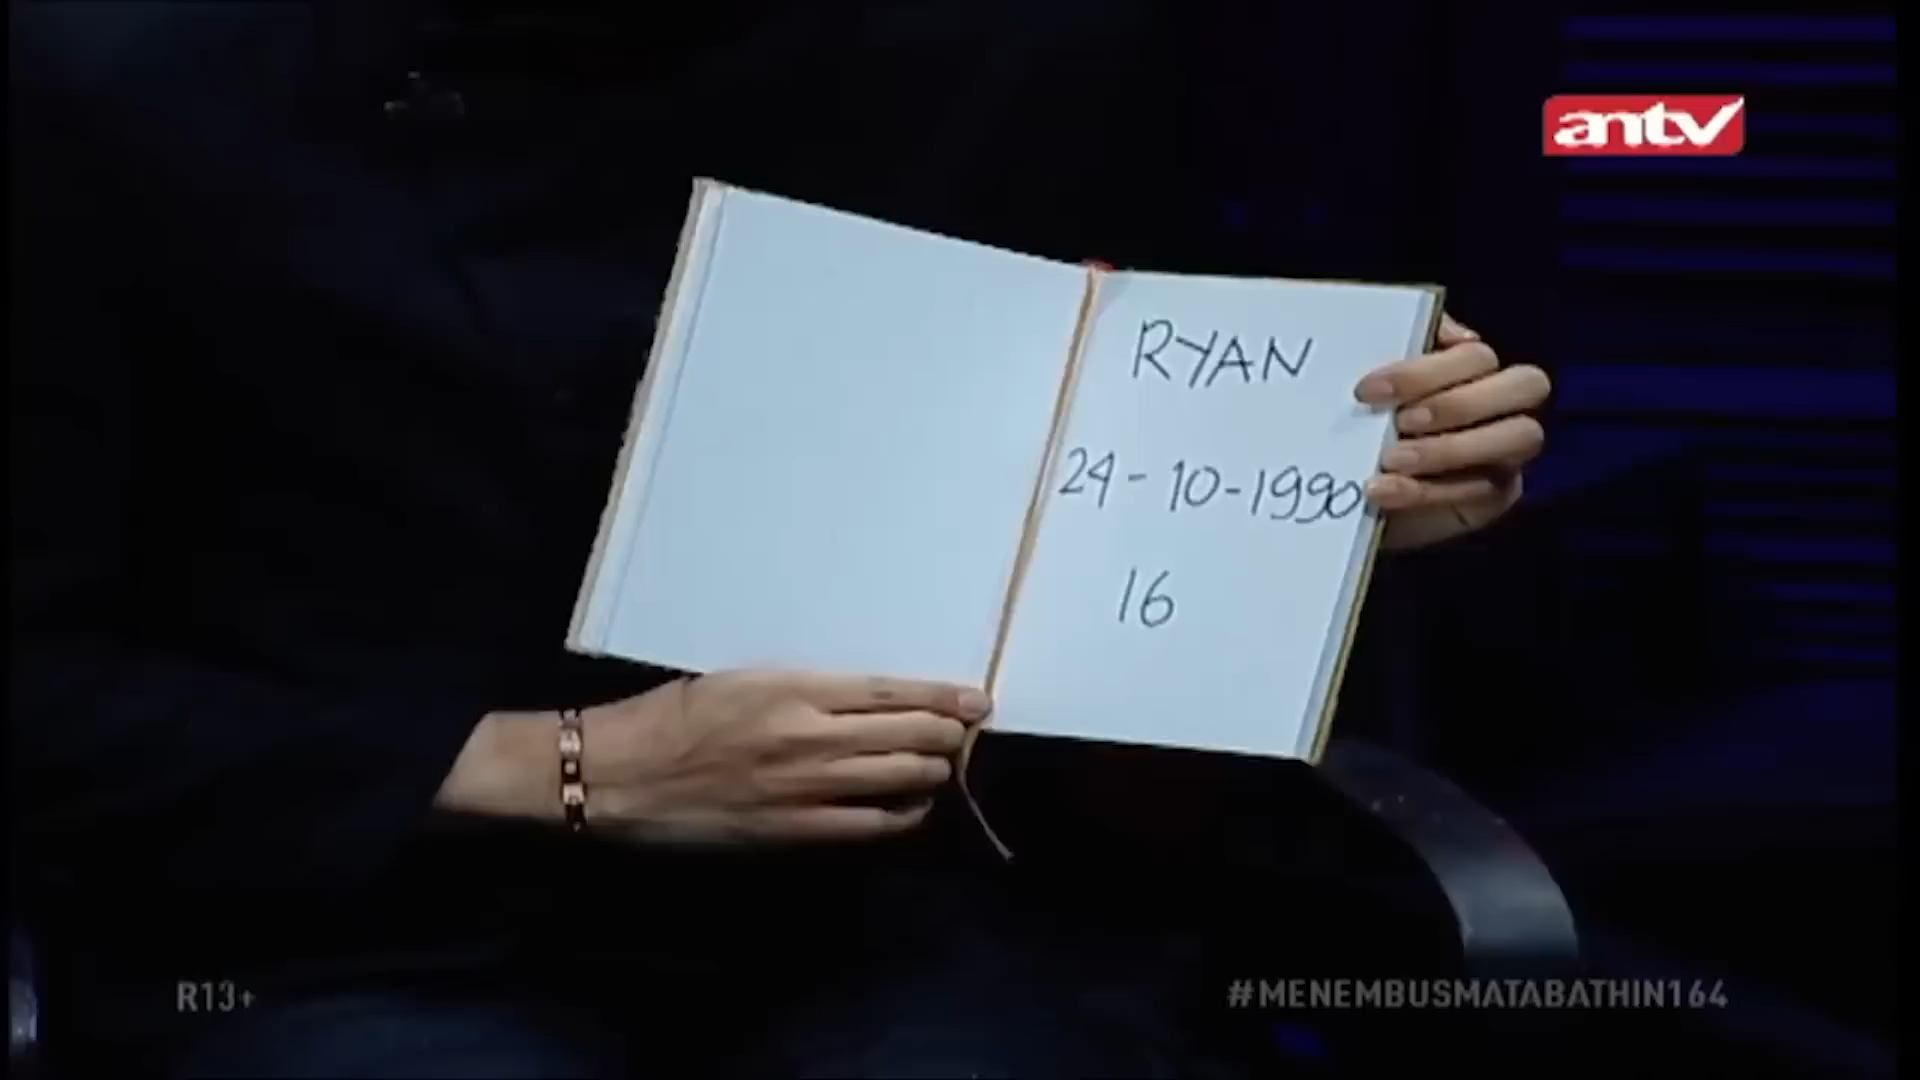 antv
RYAN
24-10-1990
16
R13+
#MENEMBUSMATABATHIN164